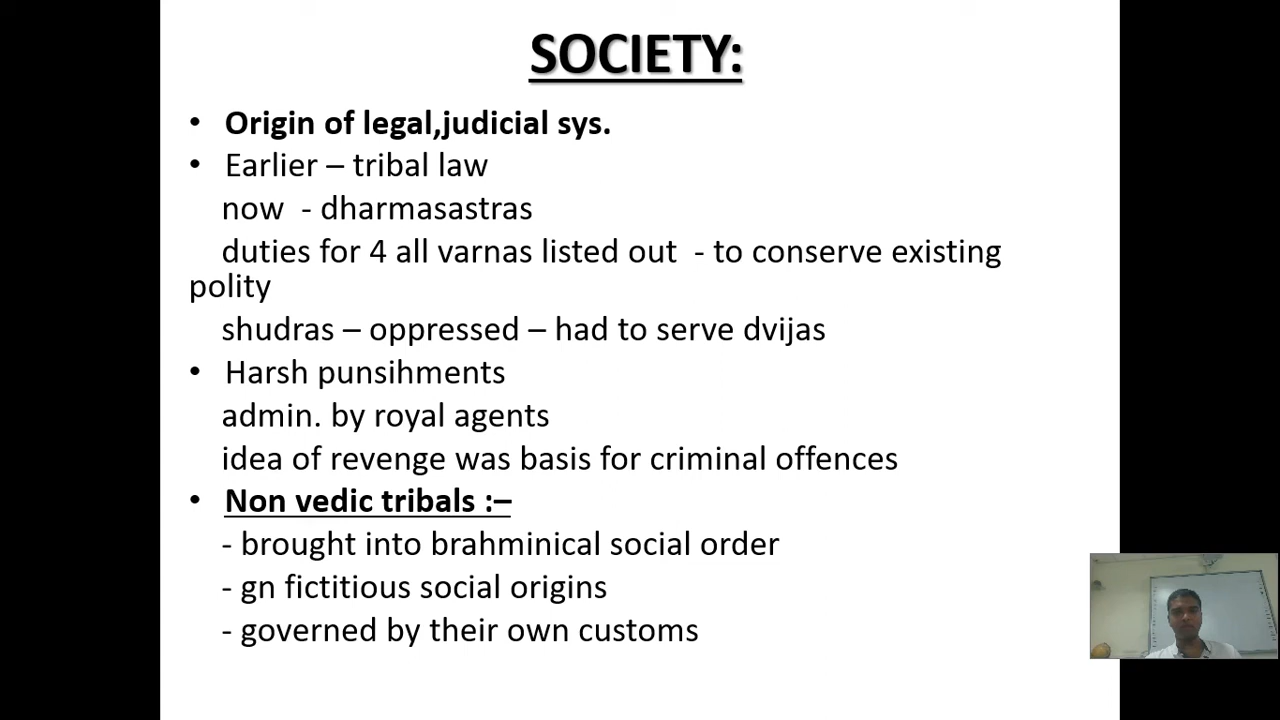 SOCIETY:
• Origin of legal,judicial sys.
• Earlier – tribal law
now - dharmasastras
duties for 4 all varnas listed out - to conserve existing
polity
shudras – oppressed – had to serve dvijas
• Harsh punsihments
admin. by royal agents
idea of revenge was basis for criminal offences
• Non vedic tribals :–
- brought into brahminical social order
- gn fictitious social origins
- governed by their own customs